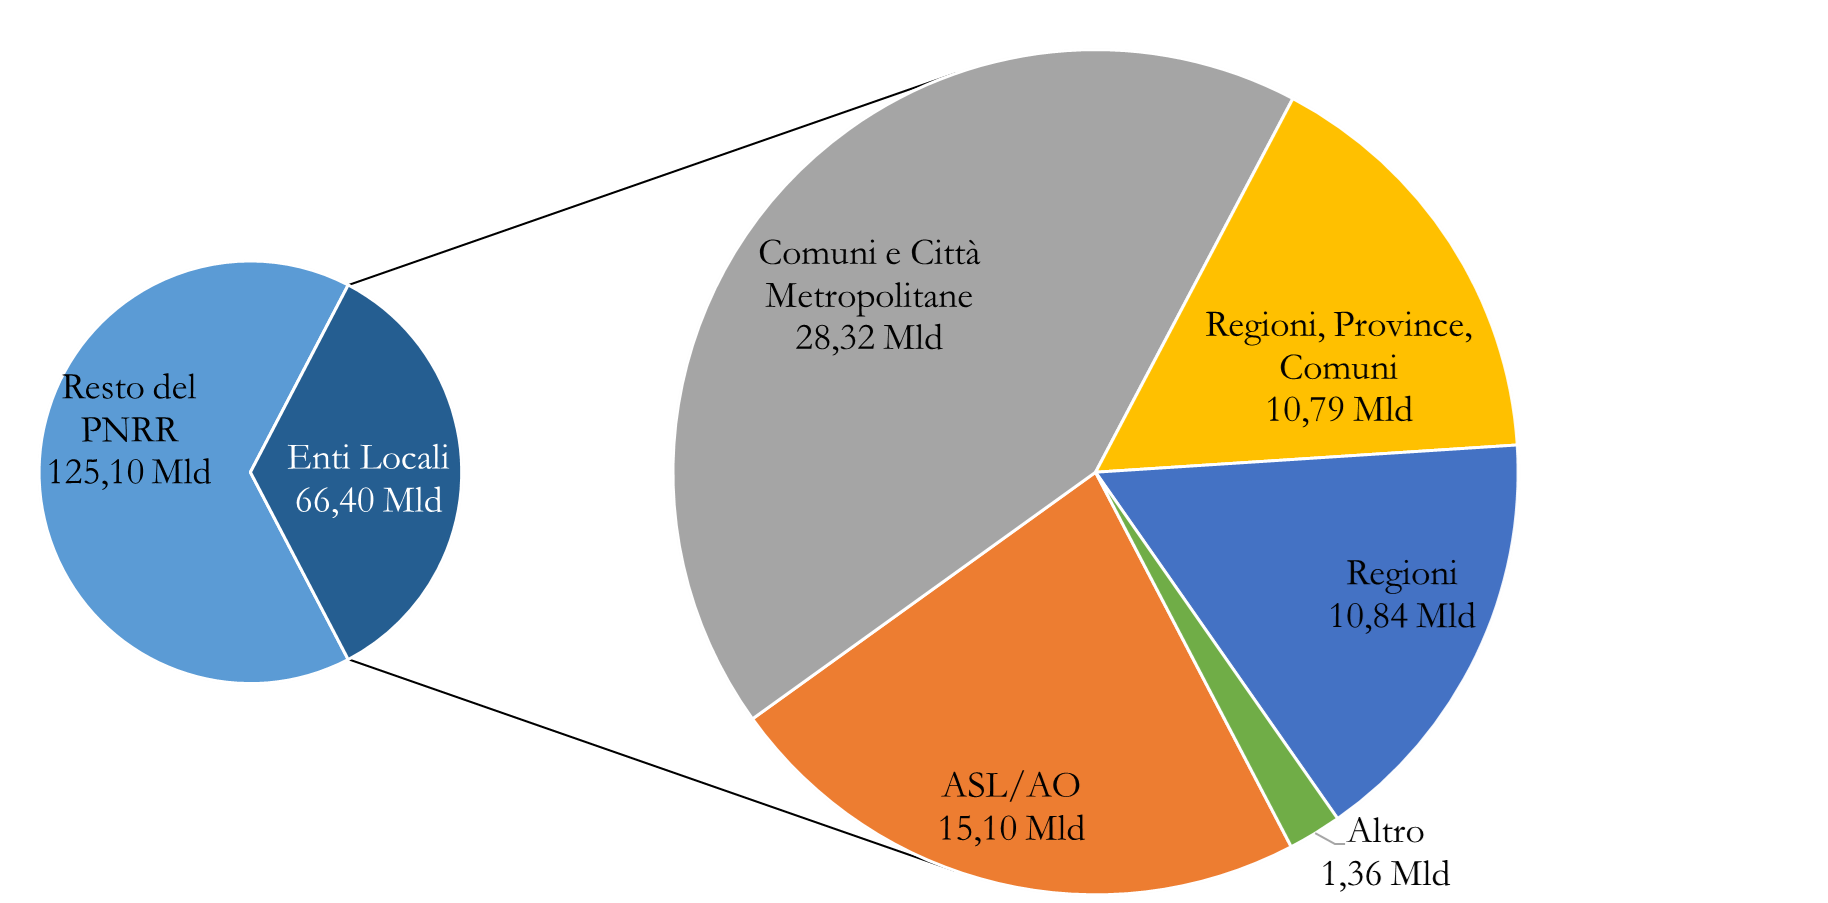 Resto del
PNRR
125,10 Mld
Enti Locali
66,40 Mld
Comuni e Città
Metropolitane
28,32 Mld
Regioni, Province,
Comuni
10,79 Mld
Regioni
10,84 Mld
ASL/AO
15,10 Mld
Altro
1,36 Mld